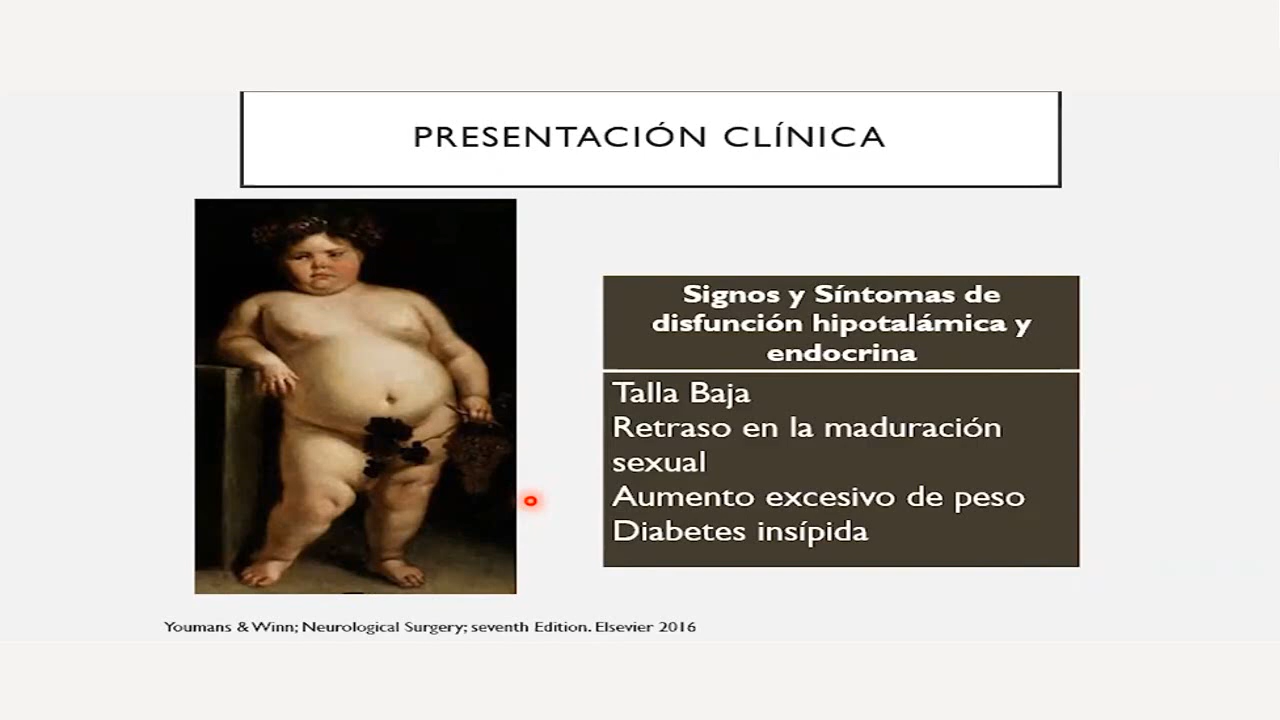 PRESENTACIÓN CLÍNICA
Signos y Síntomas de
disfunción hipotalámica y
endocrina
Talla Baja
Retraso en la maduración
sexual
Aumento excesivo de peso
Diabetes insípida
Youmans & Winn; Neurological Surgery; seventh Edition. Elsevier 2016